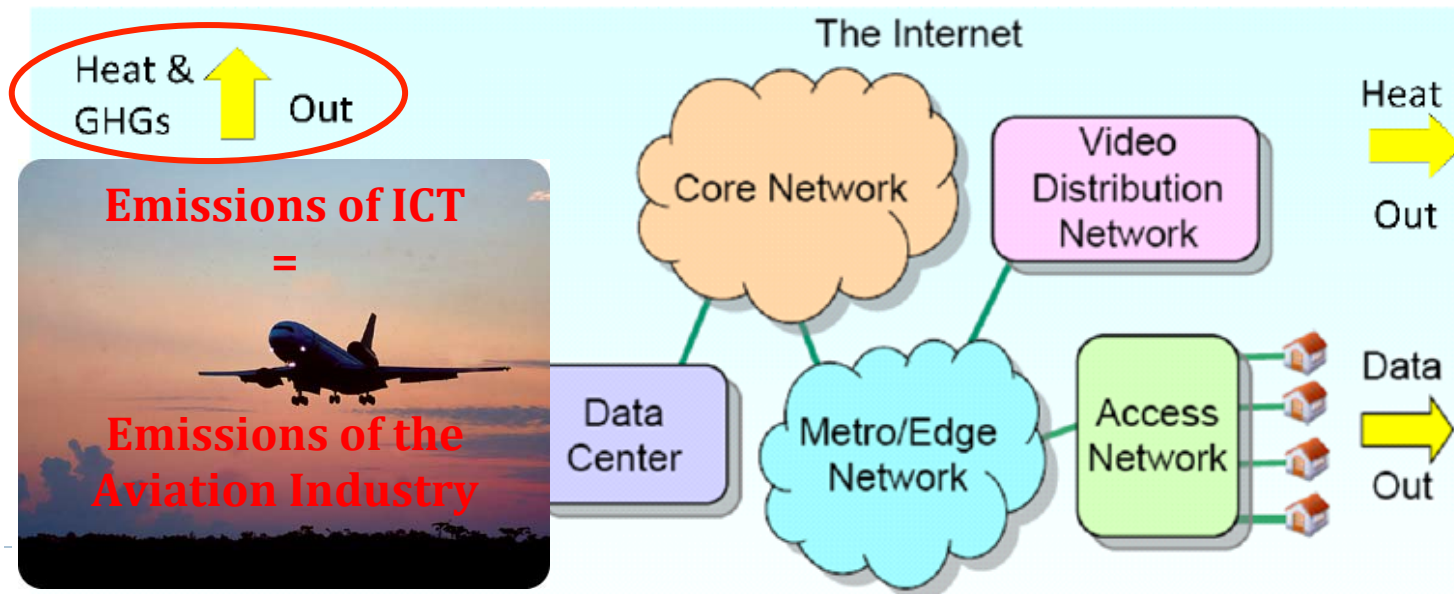 The Internet
Heat &
GHGs
Out
Emissions of ICT
=
Emissions of the
Aviation Industry
Core Network
Video
Distribution
Network
Data
Center
Metro/Edge
Network
Access
Network
Heat
Out
Data
Out